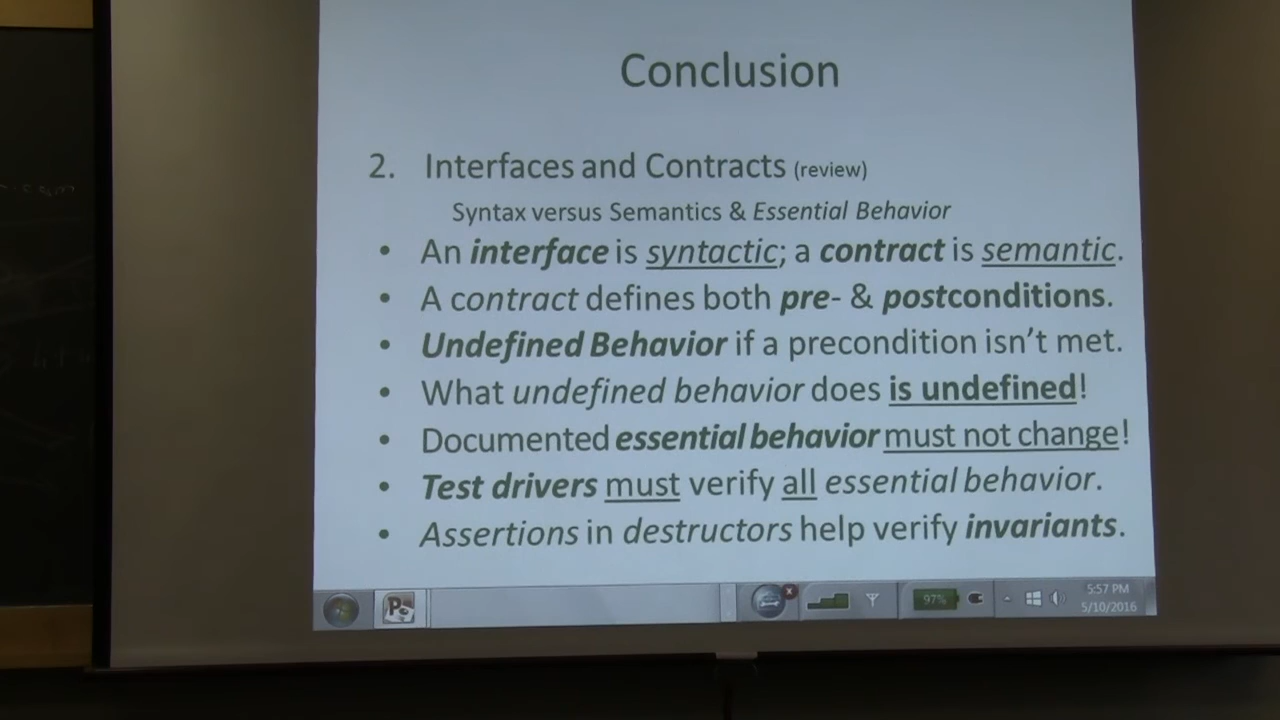 Conclusion
2. Interfaces and Contracts (review)
Syntax versus Semantics & Essential Behavior
• An interface is syntactic; a contract is semantic.
• A contract defines both pre- & postconditions.
• Undefined Behavior if a precondition isn't met.
• What undefined behavior does is undefined!
• Documented essential behavior must not change!
• Test drivers must verify all essential behavior.
• Assertions in destructors help verify invariants.
97%
5:57 PM
5/10/2016